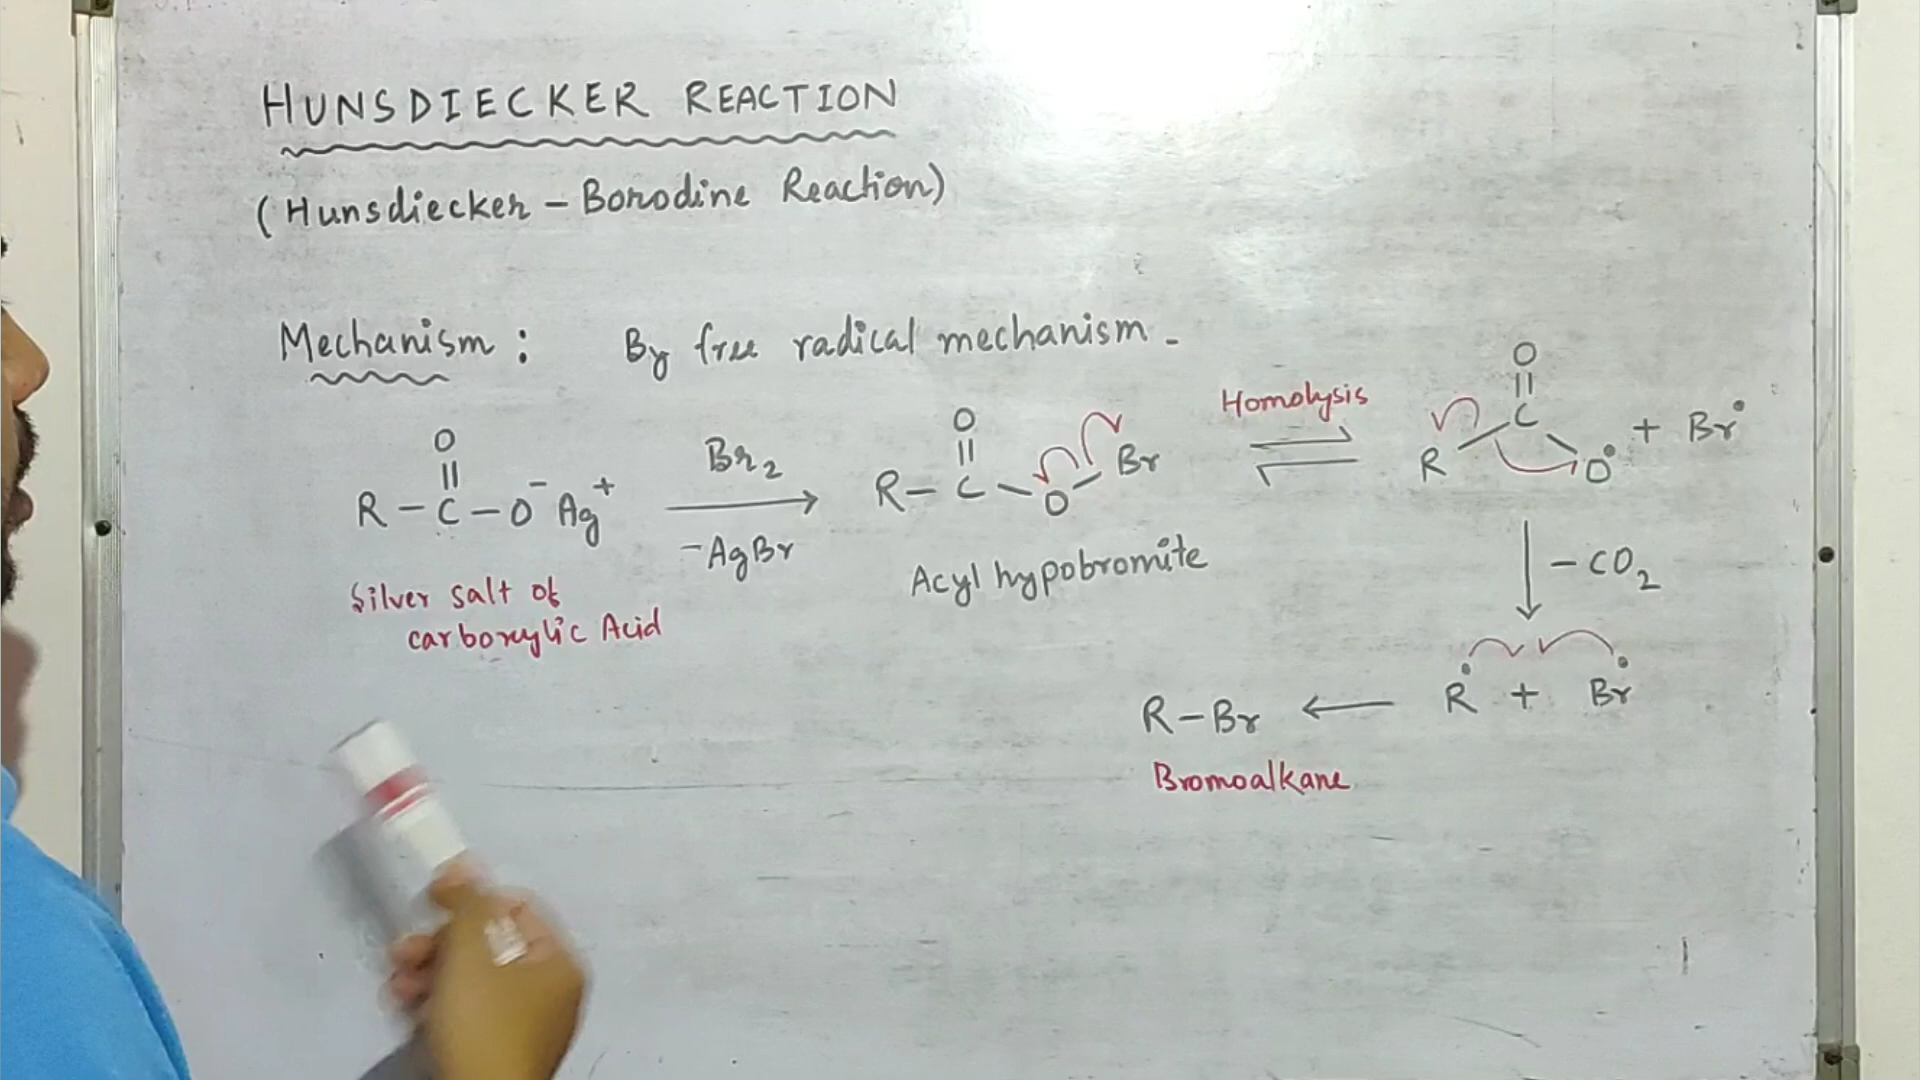 HUNSDIECKER REACTION
(Hunsdiecker - Borodine Reaction)
Mechanism : By free radical mechanism -
O
||
R - C - O⁻ Ag⁺
Silver salt of
carboxylic Acid
Br₂
- AgBr
O
||
R - C - O - Br
Acyl hypobromite
Homolysis
O
||
R - C - O• + Br•
- CO₂
R• + Br•
R - Br
Bromoalkane